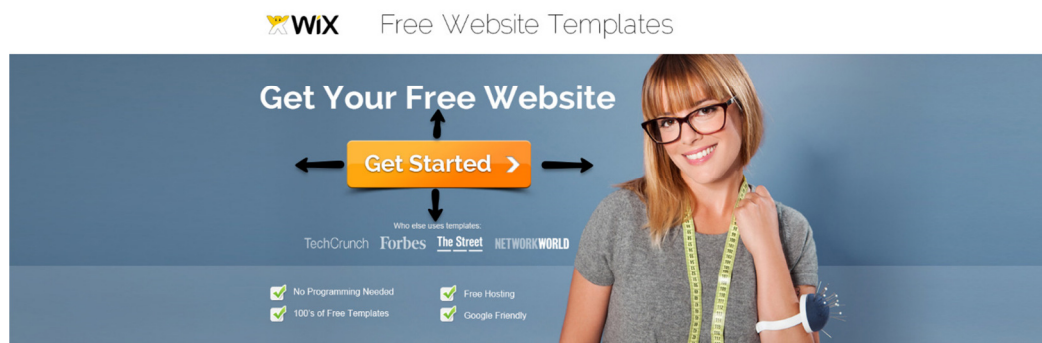 WiX Free Website Templates
Get Your Free Website
Get Started
Who else uses templates:
TechCrunch Forbes The Street NETWORKWORLD
No Programming Needed
Free Hosting
100's of Free Templates
Google Friendly